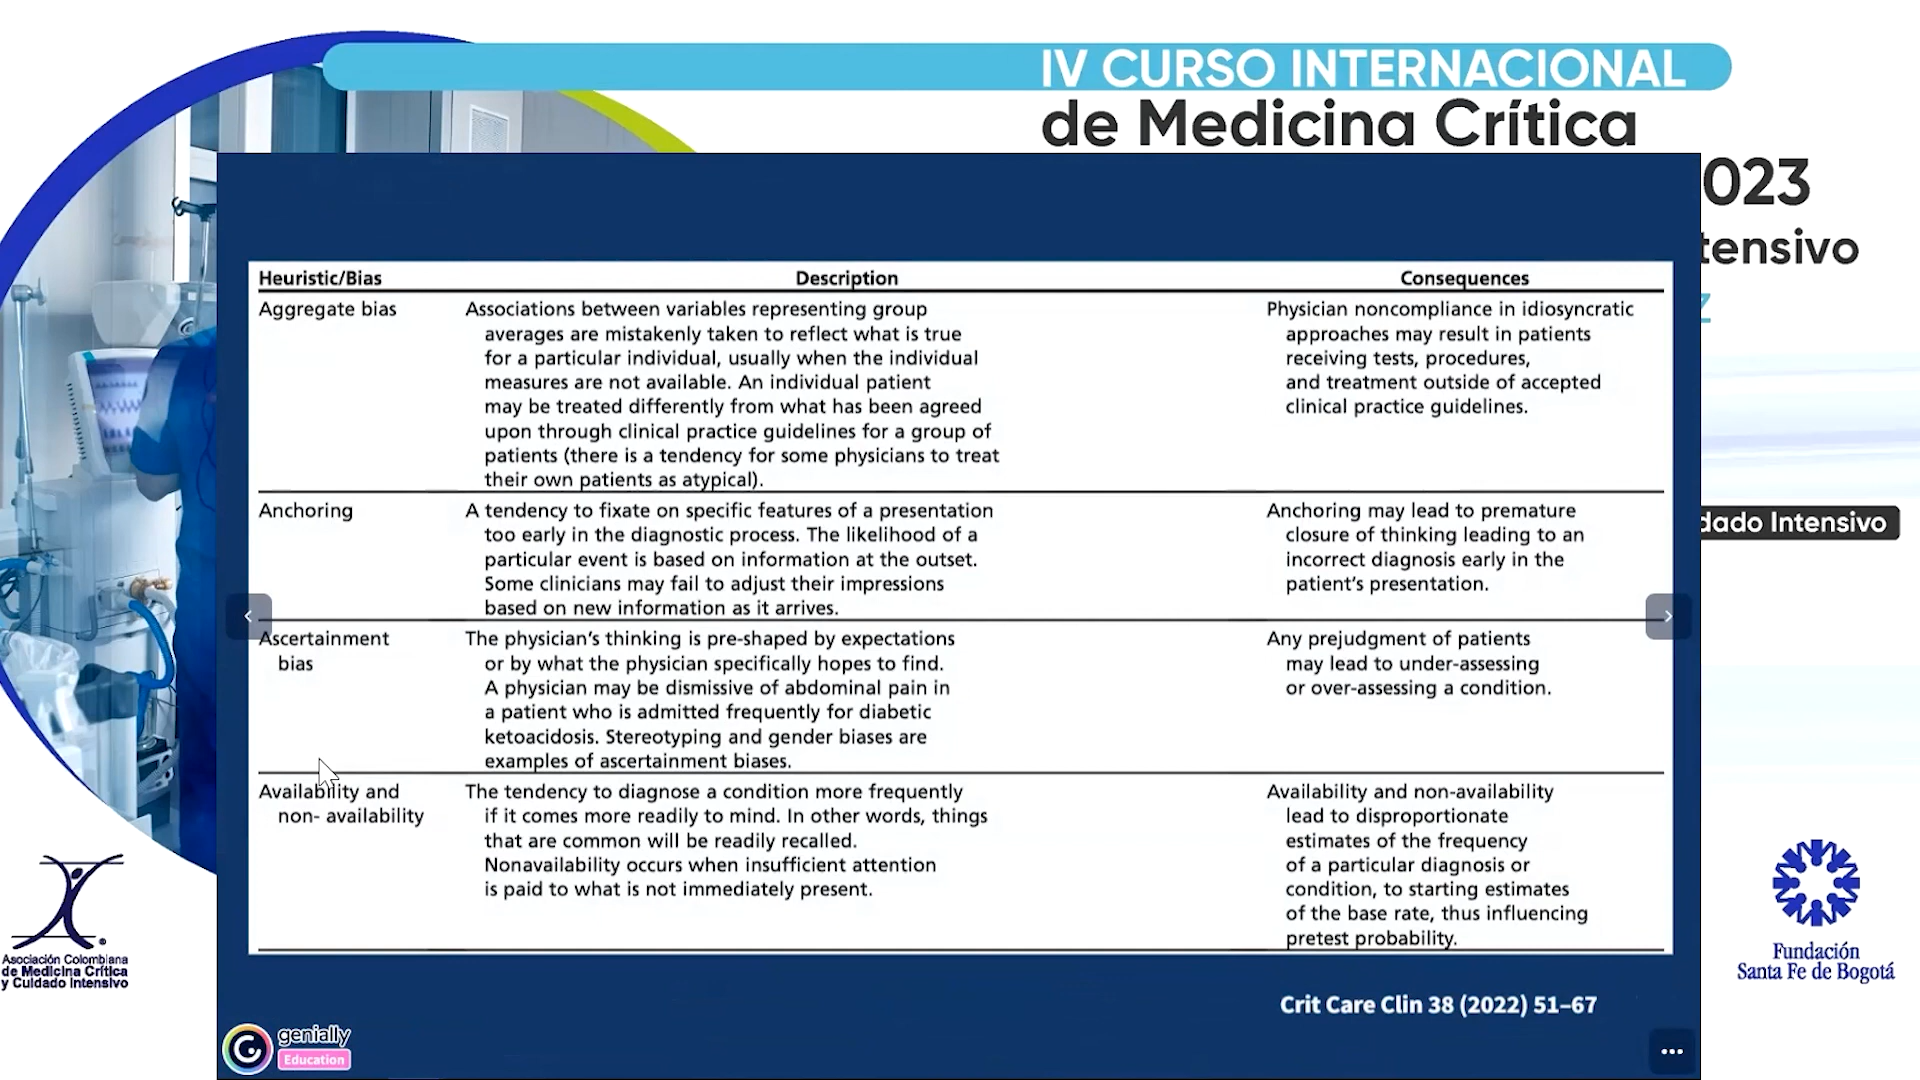 IV CURSO INTERNACIONAL
de Medicina Crítica
023
tensivo
z
dado Intensivo
Heuristic/Bias Description Consequences
Aggregate bias
Associations between variables representing group
averages are mistakenly taken to reflect what is true
for a particular individual, usually when the individual
measures are not available. An individual patient
may be treated differently from what has been agreed
upon through clinical practice guidelines for a group of
patients (there is a tendency for some physicians to treat
their own patients as atypical).
Physician noncompliance in idiosyncratic
approaches may result in patients
receiving tests, procedures,
and treatment outside of accepted
clinical practice guidelines.
Anchoring
A tendency to fixate on specific features of a presentation
too early in the diagnostic process. The likelihood of a
particular event is based on information at the outset.
Some clinicians may fail to adjust their impressions
based on new information as it arrives.
Anchoring may lead to premature
closure of thinking leading to an
incorrect diagnosis early in the
patient's presentation.
Ascertainment
bias
The physician's thinking is pre-shaped by expectations
or by what the physician specifically hopes to find.
A physician may be dismissive of abdominal pain in
a patient who is admitted frequently for diabetic
ketoacidosis. Stereotyping and gender biases are
examples of ascertainment biases.
Any prejudgment of patients
may lead to under-assessing
or over-assessing a condition.
Availability and
non- availability
The tendency to diagnose a condition more frequently
if it comes more readily to mind. In other words, things
that are common will be readily recalled.
Nonavailability occurs when insufficient attention
is paid to what is not immediately present.
Availability and non-availability
lead to disproportionate
estimates of the frequency
of a particular diagnosis or
condition, to starting estimates
of the base rate, thus influencing
pretest probability.
Crit Care Clin 38 (2022) 51–67
genially
Education
Asociación Colombiana
de Medicina Crítica
y Cuidado Intensivo
Fundación
Santa Fe de Bogotá